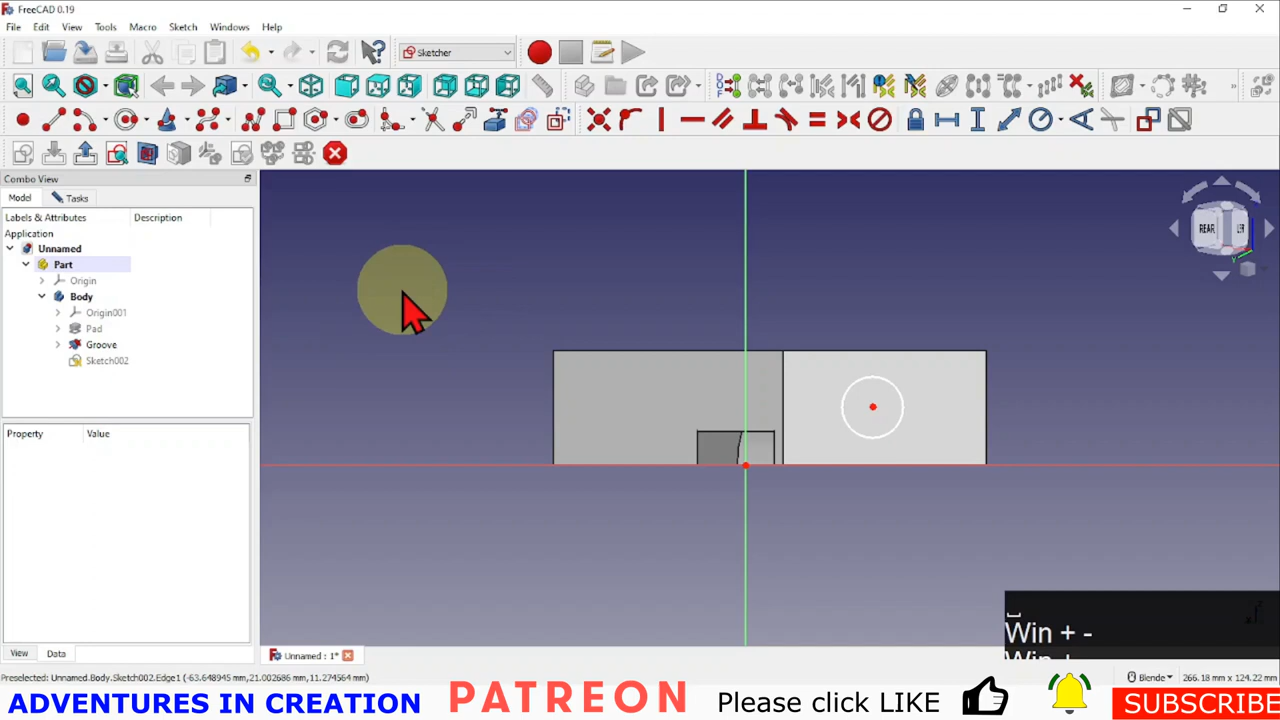 FreeCAD 0.19
File Edit View Tools Macro Sketch Windows Help
Sketcher
Combo View
Model Tasks
Labels & Attributes Description
Application
Unnamed
Part
Origin
Body
Origin001
Pad
Groove
Sketch002
Property Value
View Data
REAR
Unnamed : 1*
Win + -
Preselected: Unnamed.Body.Sketch002.Edge1 (-63.648945 mm,21.002686 mm,11.274564 mm)
Blende
266.18 mm × 124.22 mm
ADVENTURES IN CREATION PATREON Please click LIKE SUBSCRIBE